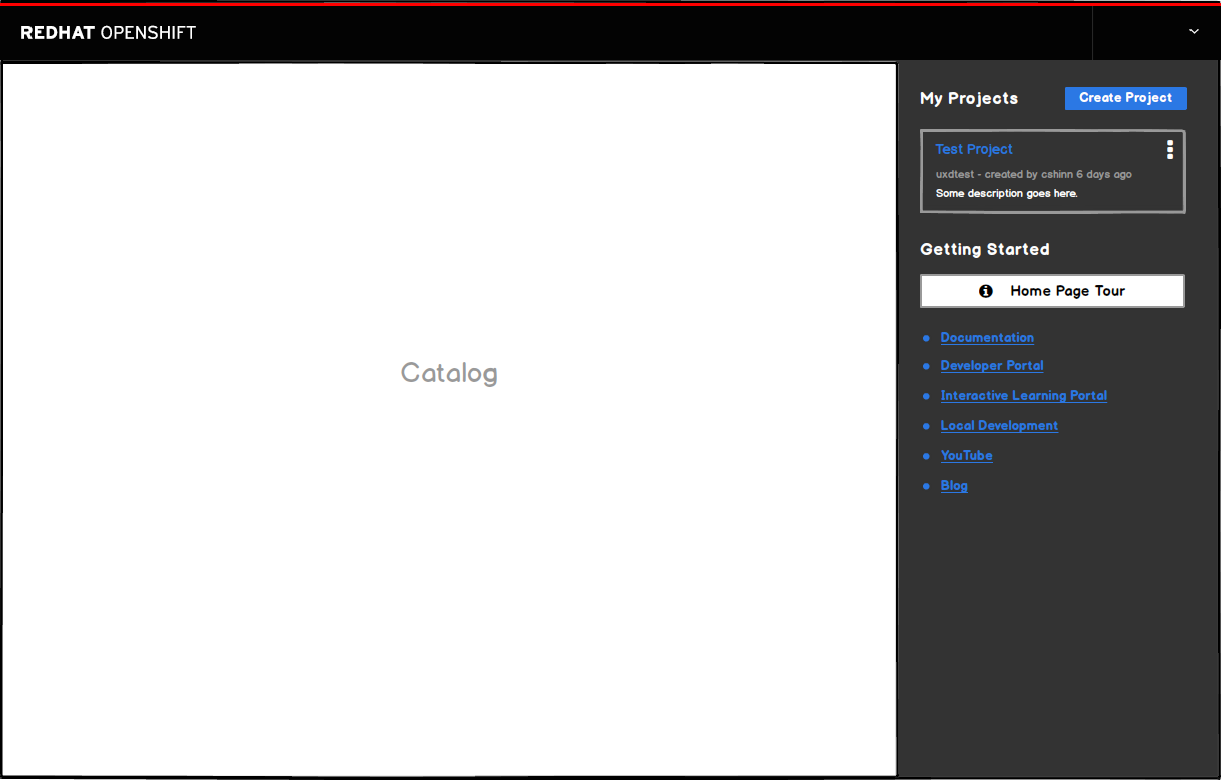 REDHAT OPENSHIFT
Catalog
My Projects
Create Project
Test Project
uxdtest - created by cshinn 6 days ago
Some description goes here.
Getting Started
Home Page Tour
Documentation
Developer Portal
Interactive Learning Portal
Local Development
YouTube
Blog